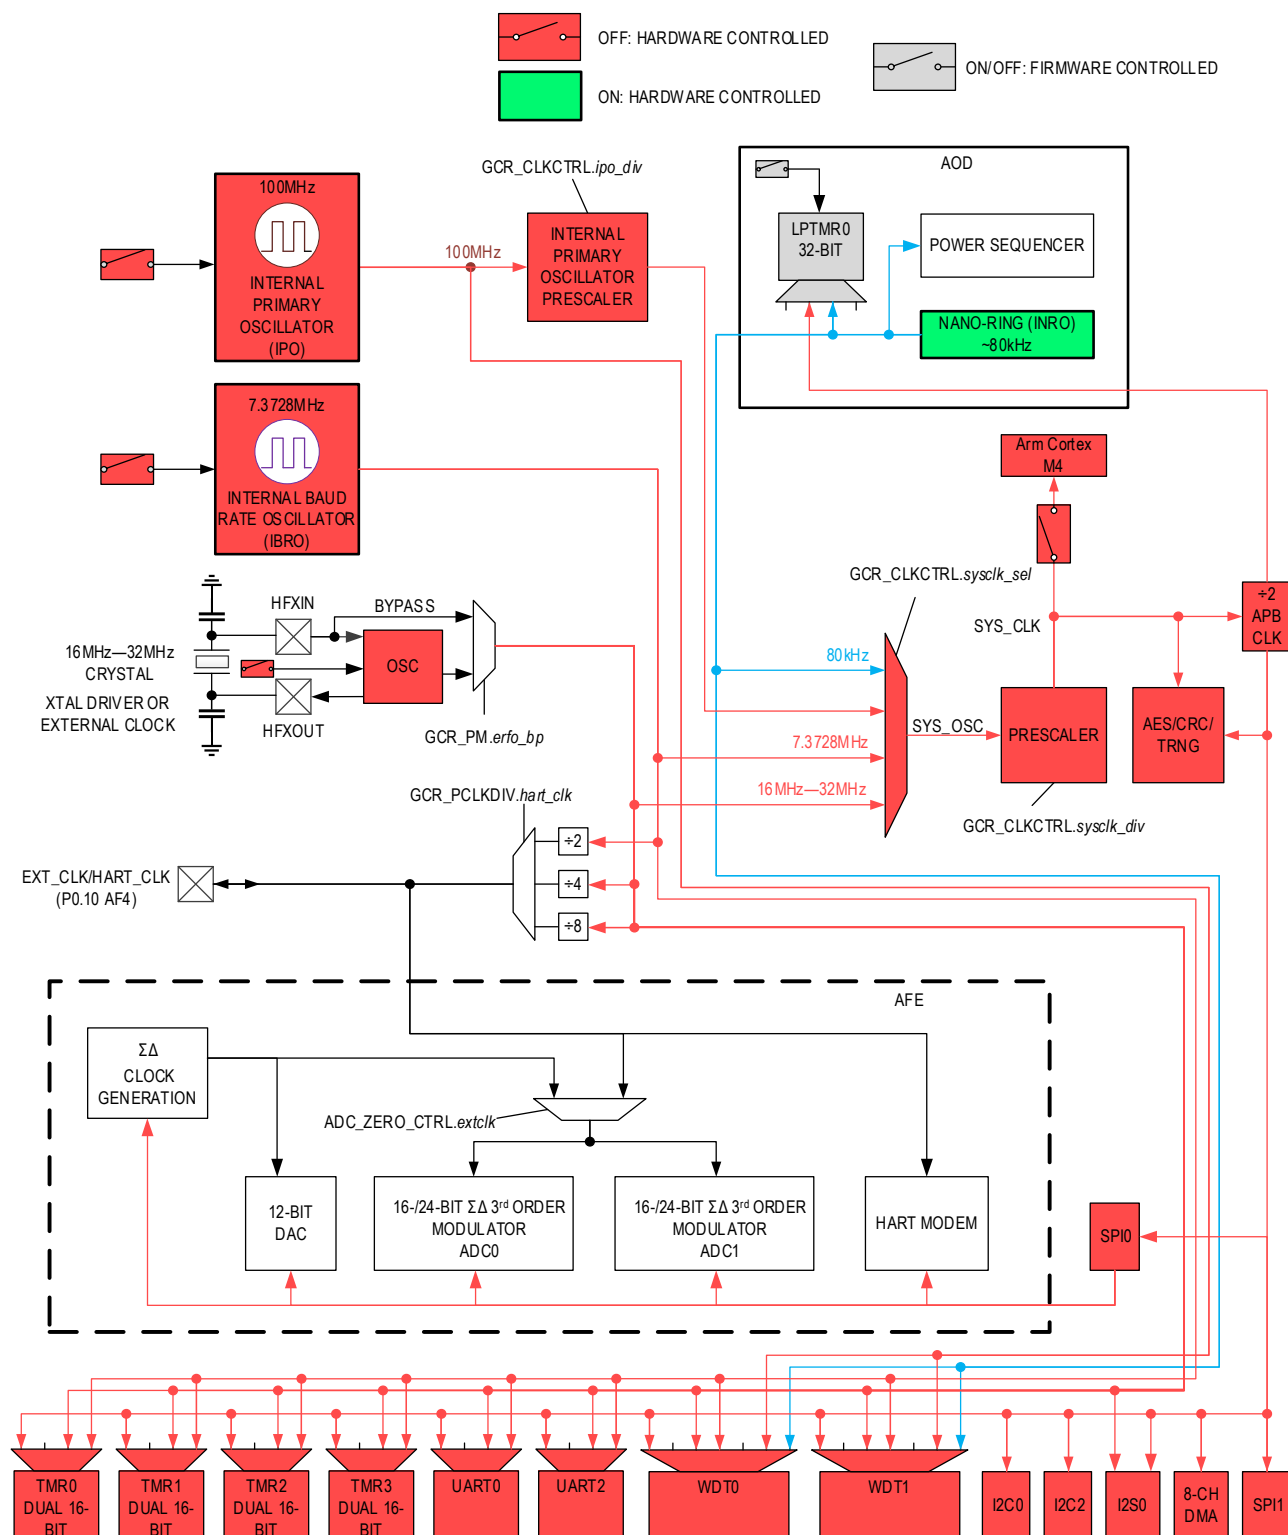 OFF: HARDWARE CONTROLLED
ON/OFF: FIRMWARE CONTROLLED
ON: HARDWARE CONTROLLED
GCR_CLKCTRL.ipo_div
AOD
100MHz
INTERNAL
PRIMARY
OSCILLATOR
(IPO)
100MHz
INTERNAL
PRIMARY
OSCILLATOR
PRESCALER
LPTMR0
32-BIT
POWER SEQUENCER
NANO-RING (INRO)
~80kHz
7.3728MHz
INTERNAL BAUD
RATE OSCILLATOR
(IBRO)
Arm Cortex
M4
GCR_CLKCTRL.sysclk_sel
÷2
APB
CLK
HFXIN
BYPASS
16MHz—32MHz
CRYSTAL
OSC
XTAL DRIVER OR
EXTERNAL CLOCK
HFXOUT
GCR_PM.erfo_bp
SYS_CLK
80kHz
SYS_OSC
7.3728MHz
16MHz—32MHz
PRESCALER
AES/CRC/
TRNG
GCR_CLKCTRL.sysclk_div
GCR_PCLKDIV.hart_clk
÷2
÷4
÷8
EXT_CLK/HART_CLK
(P0.10 AF4)
AFE
ΣΔ
CLOCK
GENERATION
ADC_ZERO_CTRL.extclk
12-BIT
DAC
16-/24-BIT ΣΔ 3rd ORDER
MODULATOR
ADC0
16-/24-BIT ΣΔ 3rd ORDER
MODULATOR
ADC1
HART MODEM
SPI0
TMR0
DUAL 16-
BIT
TMR1
DUAL 16-
BIT
TMR2
DUAL 16-
BIT
TMR3
DUAL 16-
BIT
UART0
UART2
WDT0
WDT1
I2C0
I2C2
I2S0
8-CH
DMA
SPI1